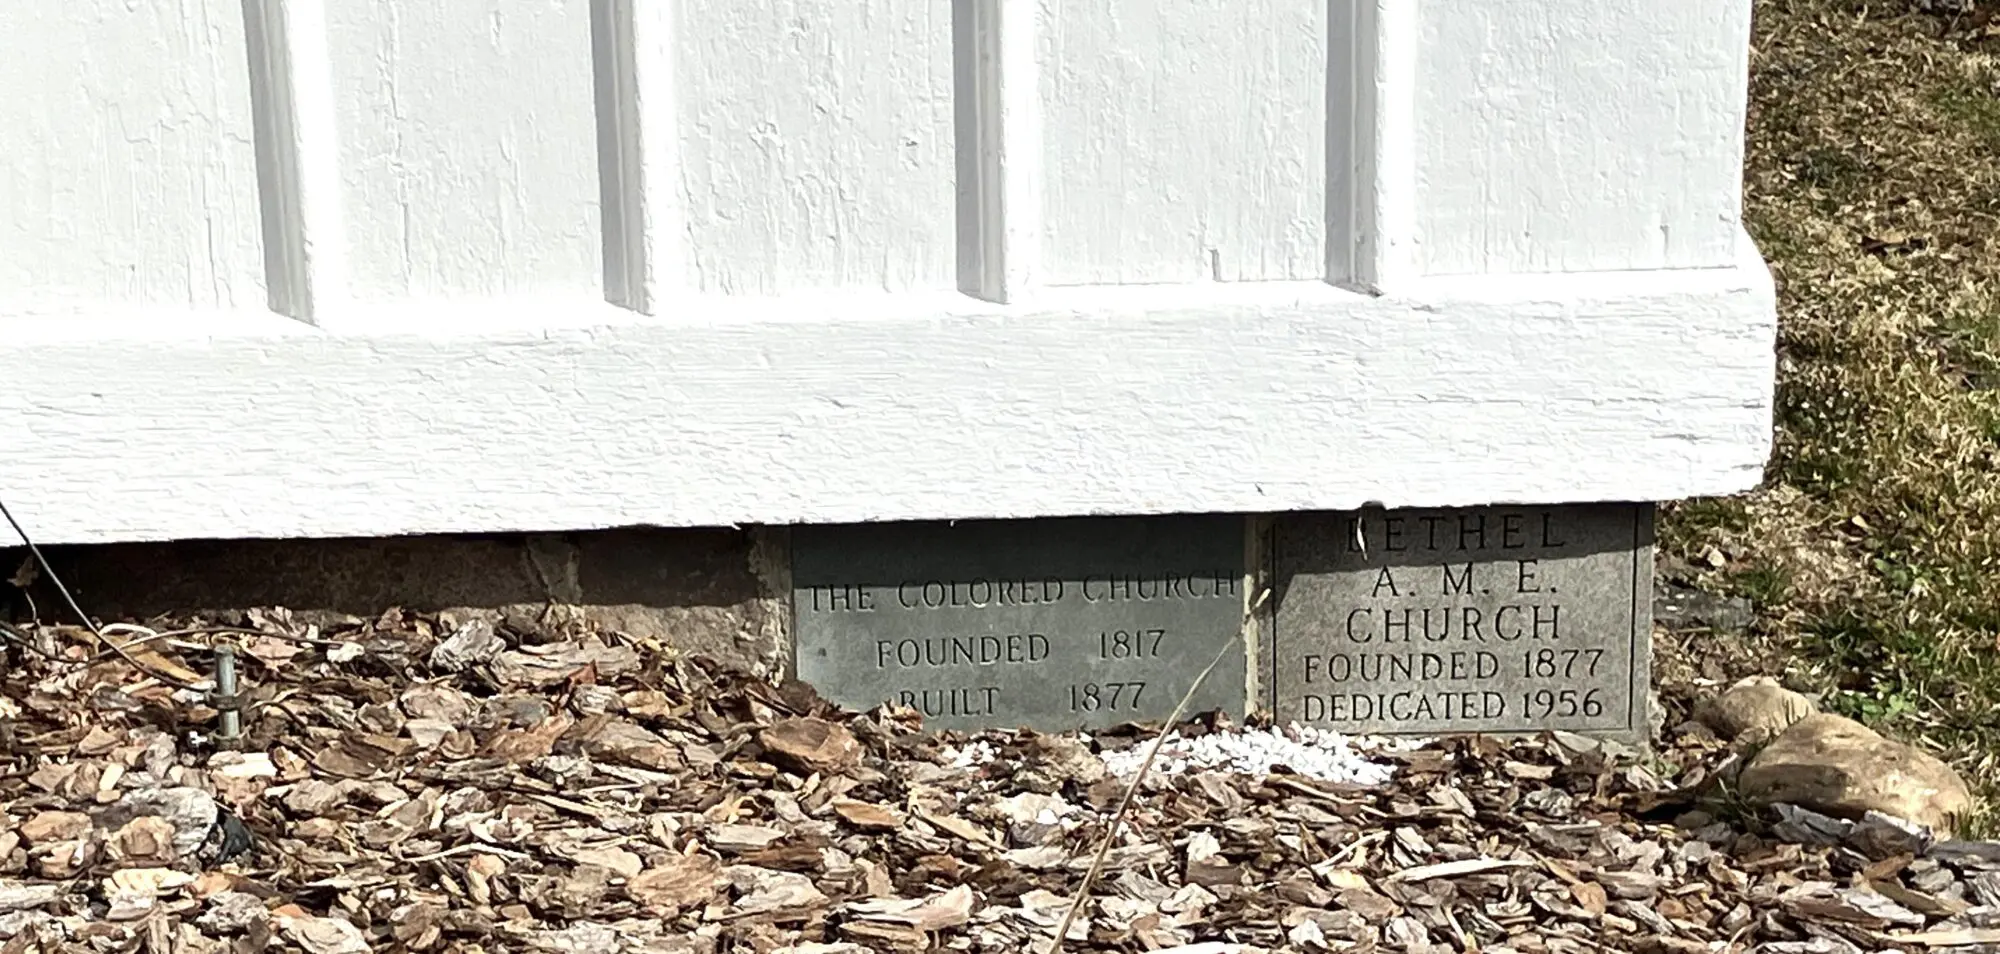 THE COLORED CHURCH
FOUNDED 1817
BUILT 1877
BETHEL
A. M. E.
CHURCH
FOUNDED 1877
DEDICATED 1956